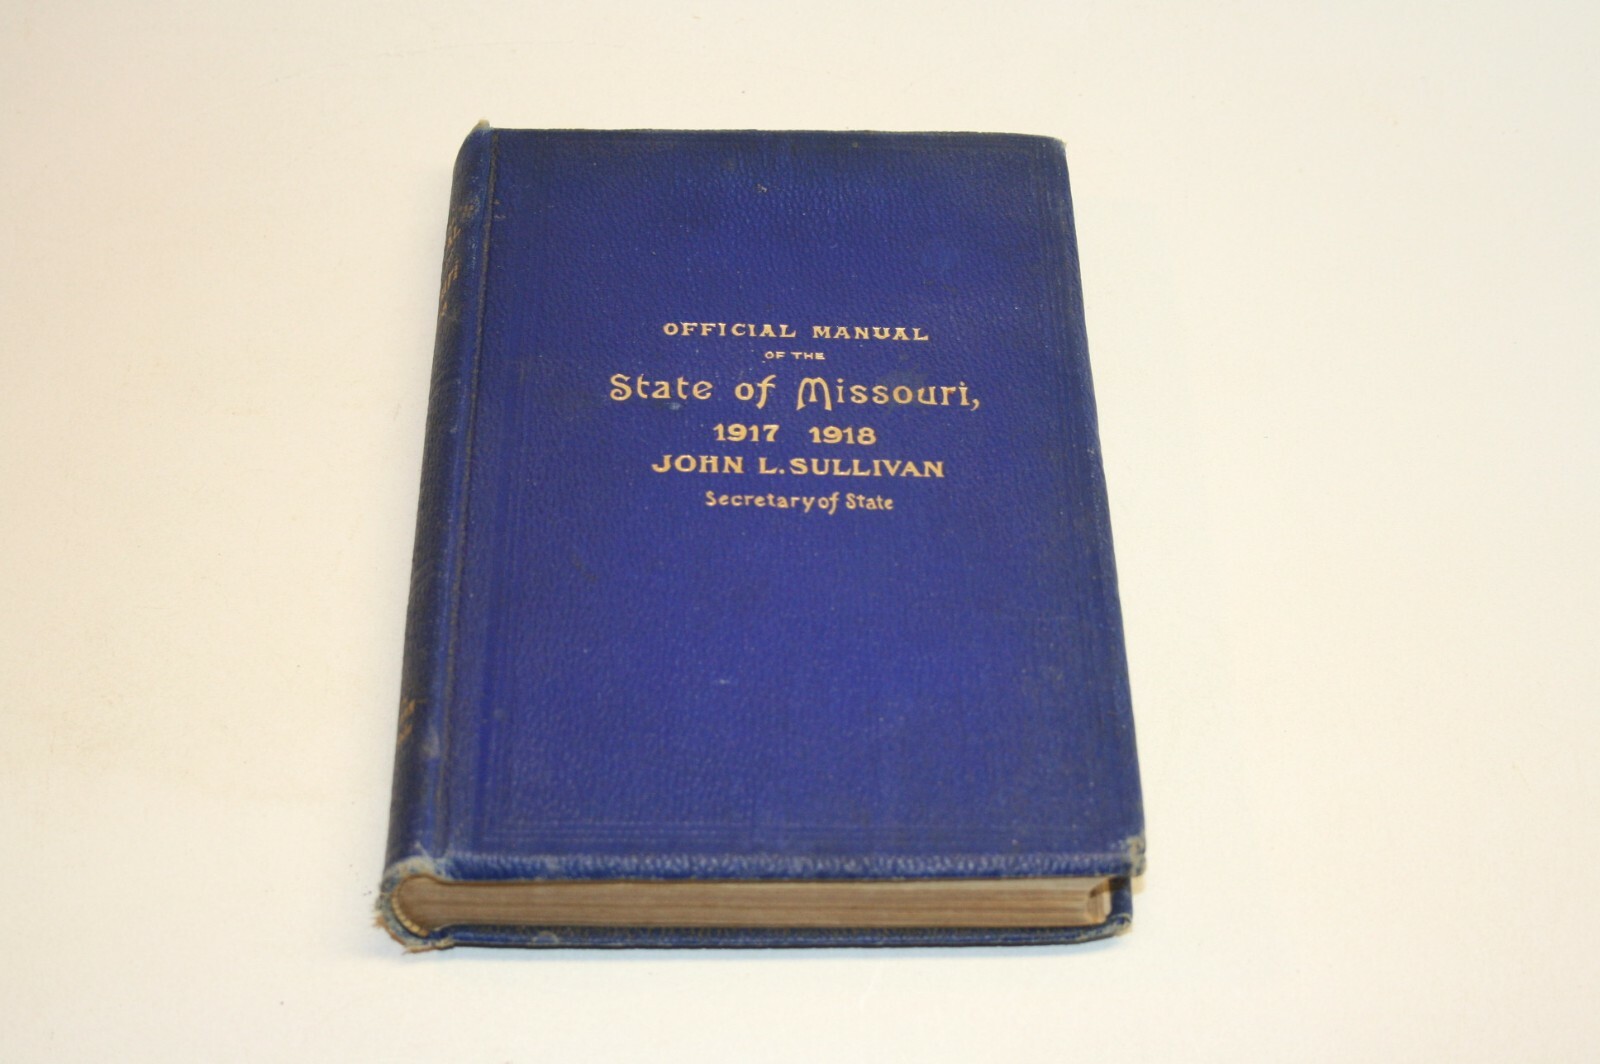 OFFICIAL MANUAL
OF THE
State of Missouri,
1917 1918
JOHN L. SULLIVAN
Secretary of State